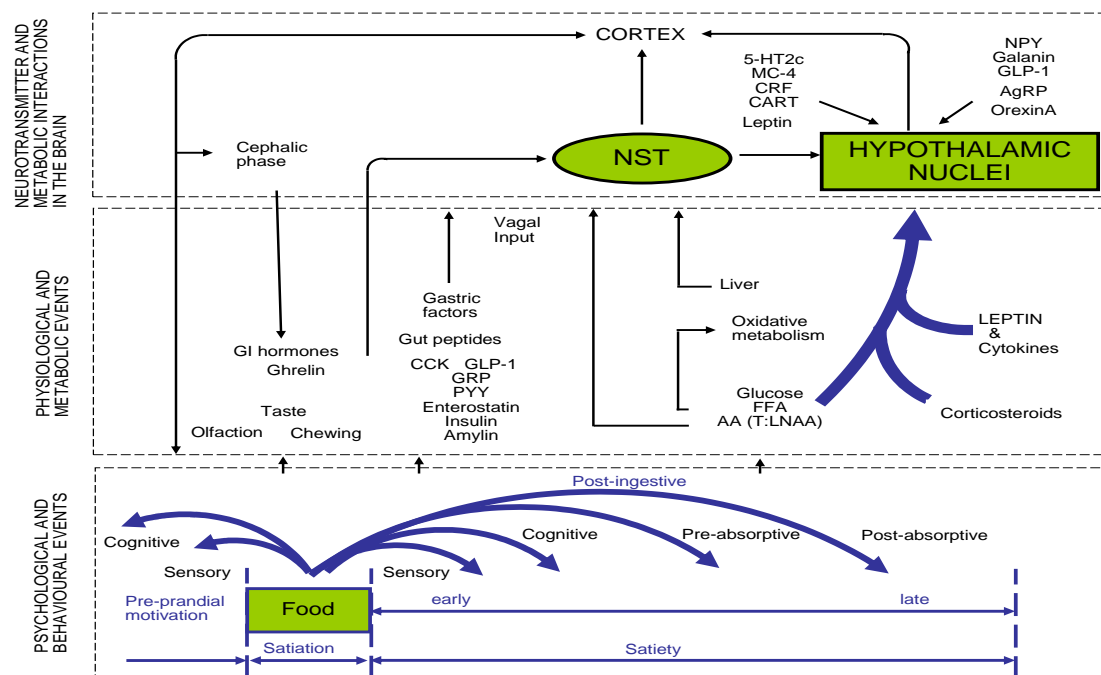 NEUROTRANSMITTER AND
METABOLIC INTERACTIONS
IN THE BRAIN
CORTEX
5-HT2c
MC-4
CRF
CART
Leptin
NPY
Galanin
GLP-1
AgRP
OrexinA
Cephalic
phase
NST
HYPOTHALAMIC
NUCLEI
PHYSIOLOGICAL AND
METABOLIC EVENTS
Vagal
Input
Gastric
factors
Liver
Oxidative
metabolism
LEPTIN
&
Cytokines
GI hormones
Ghrelin
Gut peptides
CCK GLP-1
GRP
PYY
Enterostatin
Insulin
Amylin
Glucose
FFA
AA (T:LNAA)
Corticosteroids
Taste
Olfaction Chewing
PSYCHOLOGICAL AND
BEHAVIOURAL EVENTS
Post-ingestive
Cognitive
Cognitive
Pre-absorptive
Post-absorptive
Sensory
Sensory
Pre-prandial
motivation
Food
early
late
Satiation
Satiety